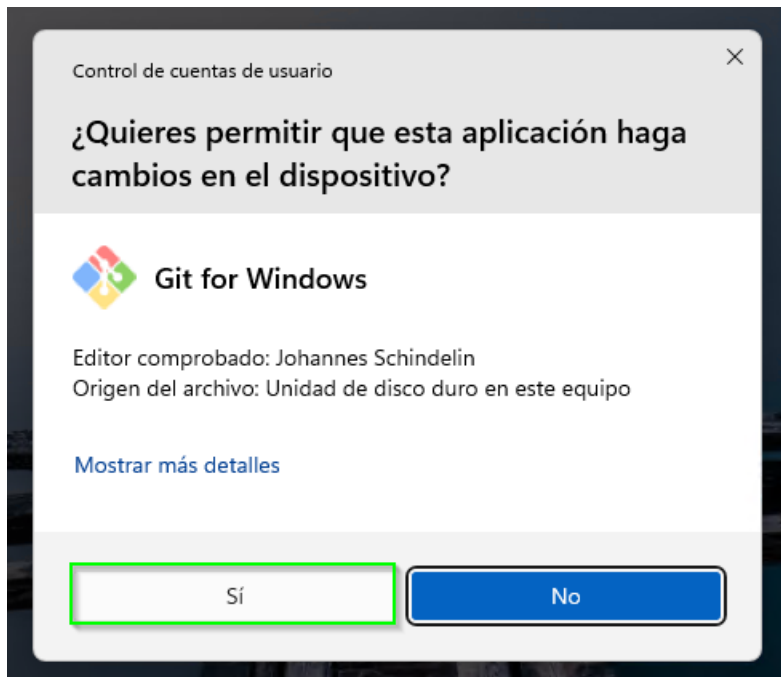 Control de cuentas de usuario
¿Quieres permitir que esta aplicación haga
cambios en el dispositivo?
Git for Windows
Editor comprobado: Johannes Schindelin
Origen del archivo: Unidad de disco duro en este equipo
Mostrar más detalles
Sí
No